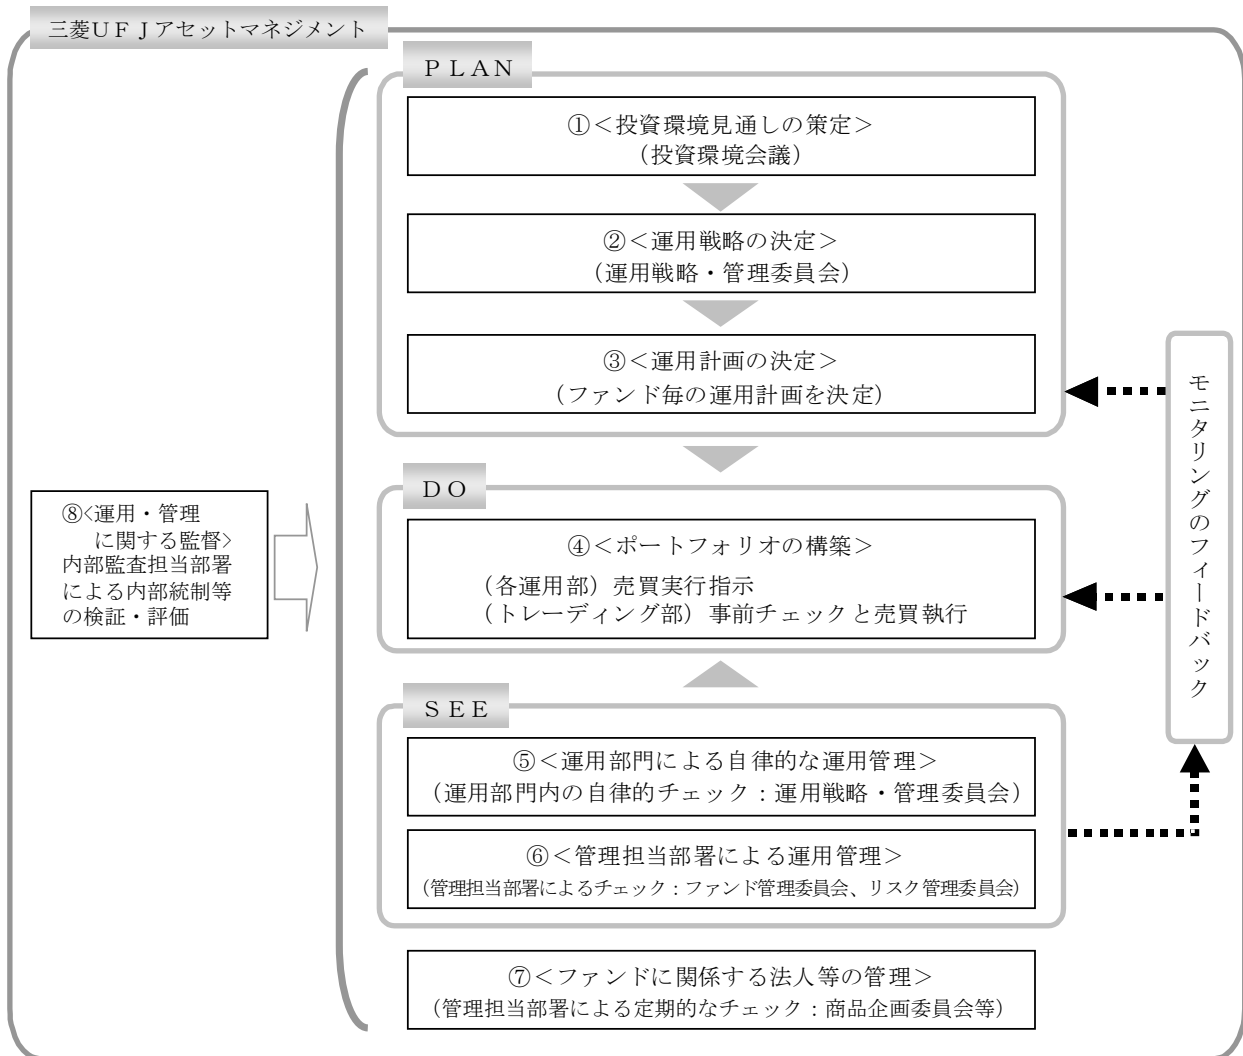 三菱ＵＦＪアセットマネジメント
ＰＬＡＮ
①＜投資環境見通しの策定＞
（投資環境会議）
②＜運用戦略の決定＞
（運用戦略・管理委員会）
③＜運用計画の決定＞
（ファンド毎の運用計画を決定）
ＤＯ
④＜ポートフォリオの構築＞
（各運用部）売買実行指示
（トレーディング部）事前チェックと売買執行
ＳＥＥ
⑤＜運用部門による自律的な運用管理＞
（運用部門内の自律的チェック：運用戦略・管理委員会）
⑥＜管理担当部署による運用管理＞
（管理担当部署によるチェック：ファンド管理委員会、リスク管理委員会）
⑦＜ファンドに関係する法人等の管理＞
（管理担当部署による定期的なチェック：商品企画委員会等）
⑧<運用・管理
に関する監督>
内部監査担当部署
による内部統制等
の検証・評価
モニタリングのフィードバック